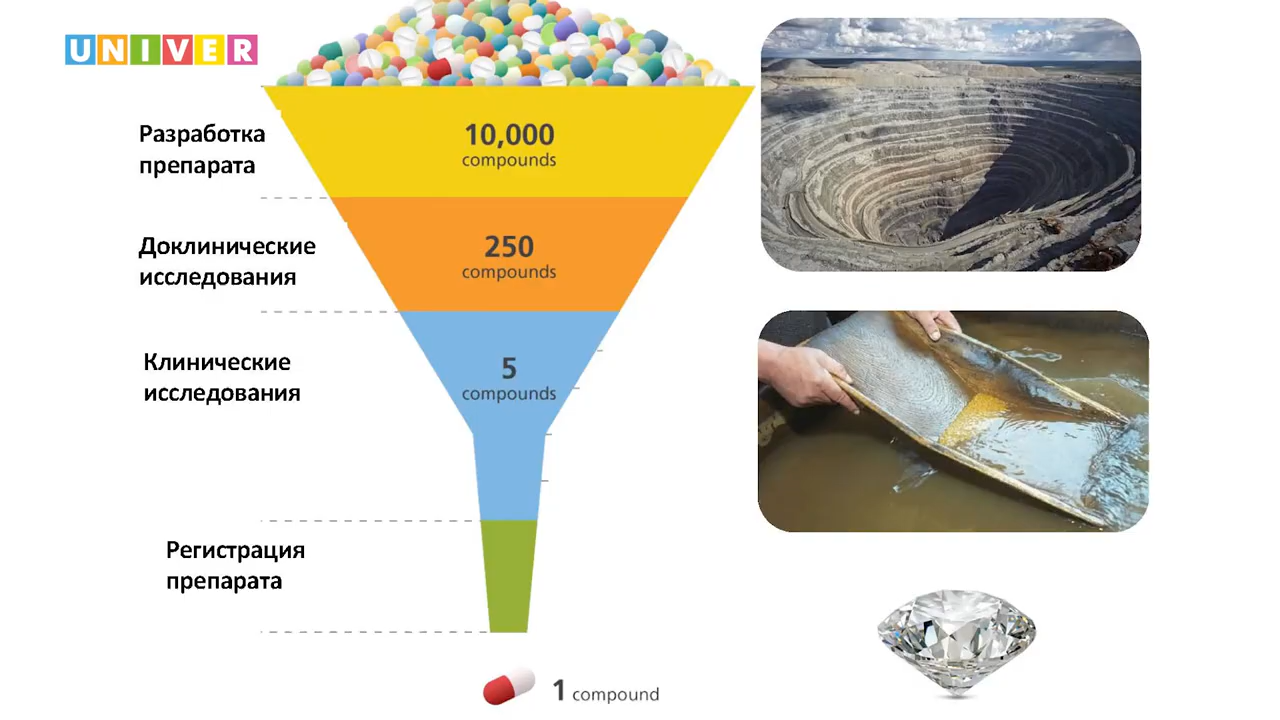 UNIVER
Разработка
препарата
10,000
compounds
Доклинические
исследования
250
compounds
Клинические
исследования
5
compounds
Регистрация
препарата
1 compound